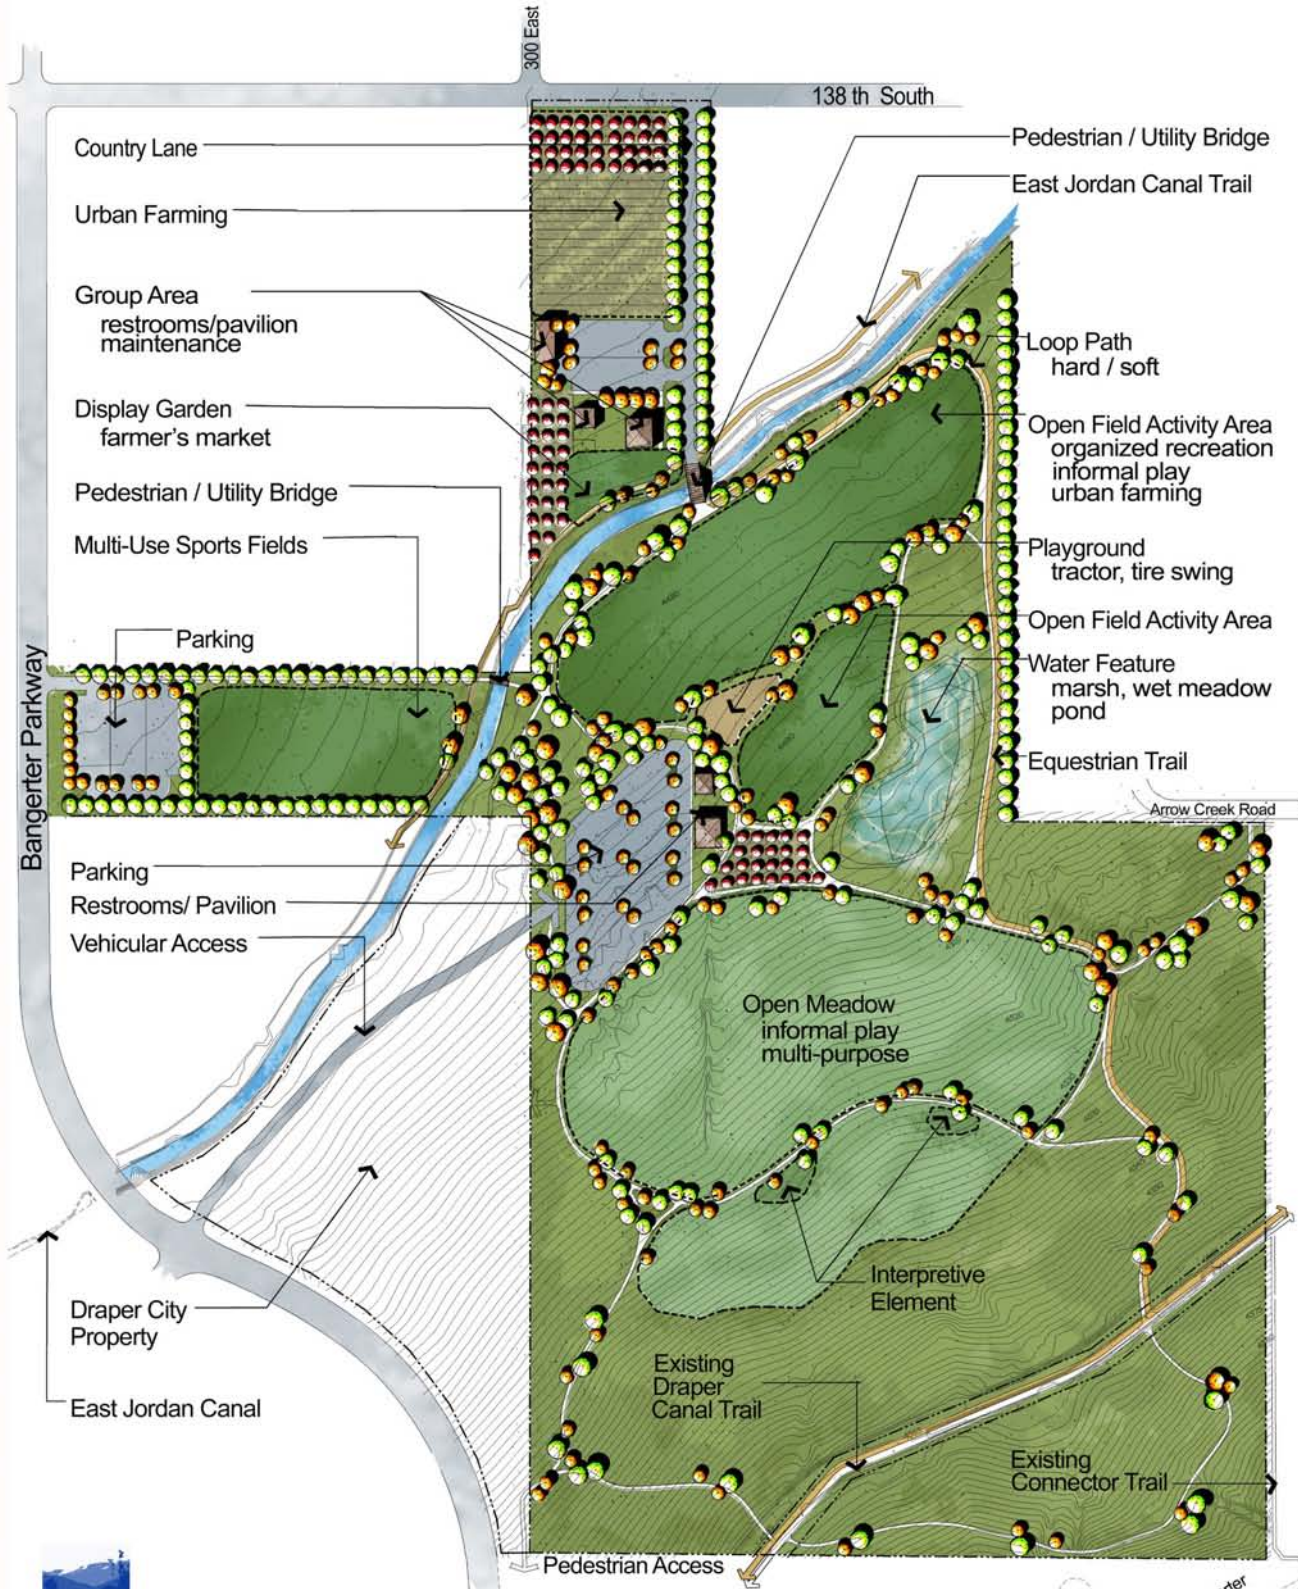 300 East
138 th South
Country Lane
Urban Farming
Group Area
restrooms/pavilion
maintenance
Display Garden
farmer's market
Pedestrian / Utility Bridge
Multi-Use Sports Fields
Parking
Bangerter Parkway
Pedestrian / Utility Bridge
East Jordan Canal Trail
Loop Path
hard / soft
Open Field Activity Area
organized recreation
informal play
urban farming
Playground
tractor, tire swing
Open Field Activity Area
Water Feature
marsh, wet meadow
pond
Equestrian Trail
Arrow Creek Road
4480
4490
Parking
Restrooms/ Pavilion
Vehicular Access
Open Meadow
informal play
multi-purpose
Draper City
Property
East Jordan Canal
Interpretive
Element
Existing
Draper
Canal Trail
Existing
Connector Trail
Pedestrian Access